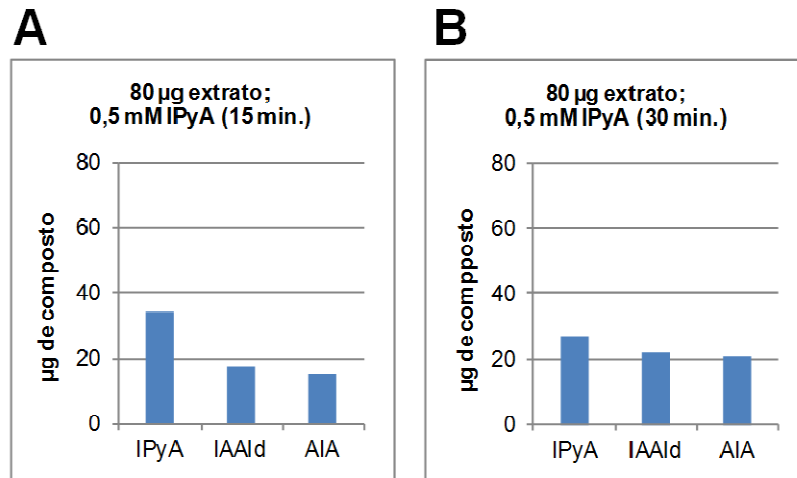 A
80 µg extrato;
0,5 mM IPyA (15 min.)
µg de composto
80
60
40
20
0
IPyA IAAld AIA
B
80 µg extrato;
0,5 mM IPyA (30 min.)
µg de compposto
80
60
40
20
0
IPyA IAAld AIA